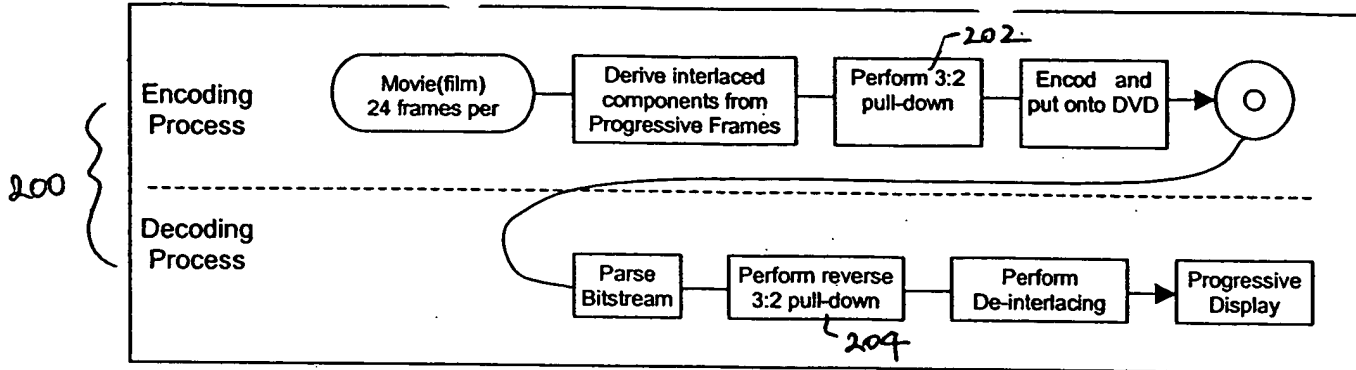 202
Encoding
Process
Movie(film)
24 frames per
Derive interlaced
components from
Progressive Frames
Perform 3:2
pull-down
Encod and
put onto DVD
200
Decoding
Process
Parse
Bitstream
Perform reverse
3:2 pull-down
Perform
De-interlacing
Progressive
Display
204